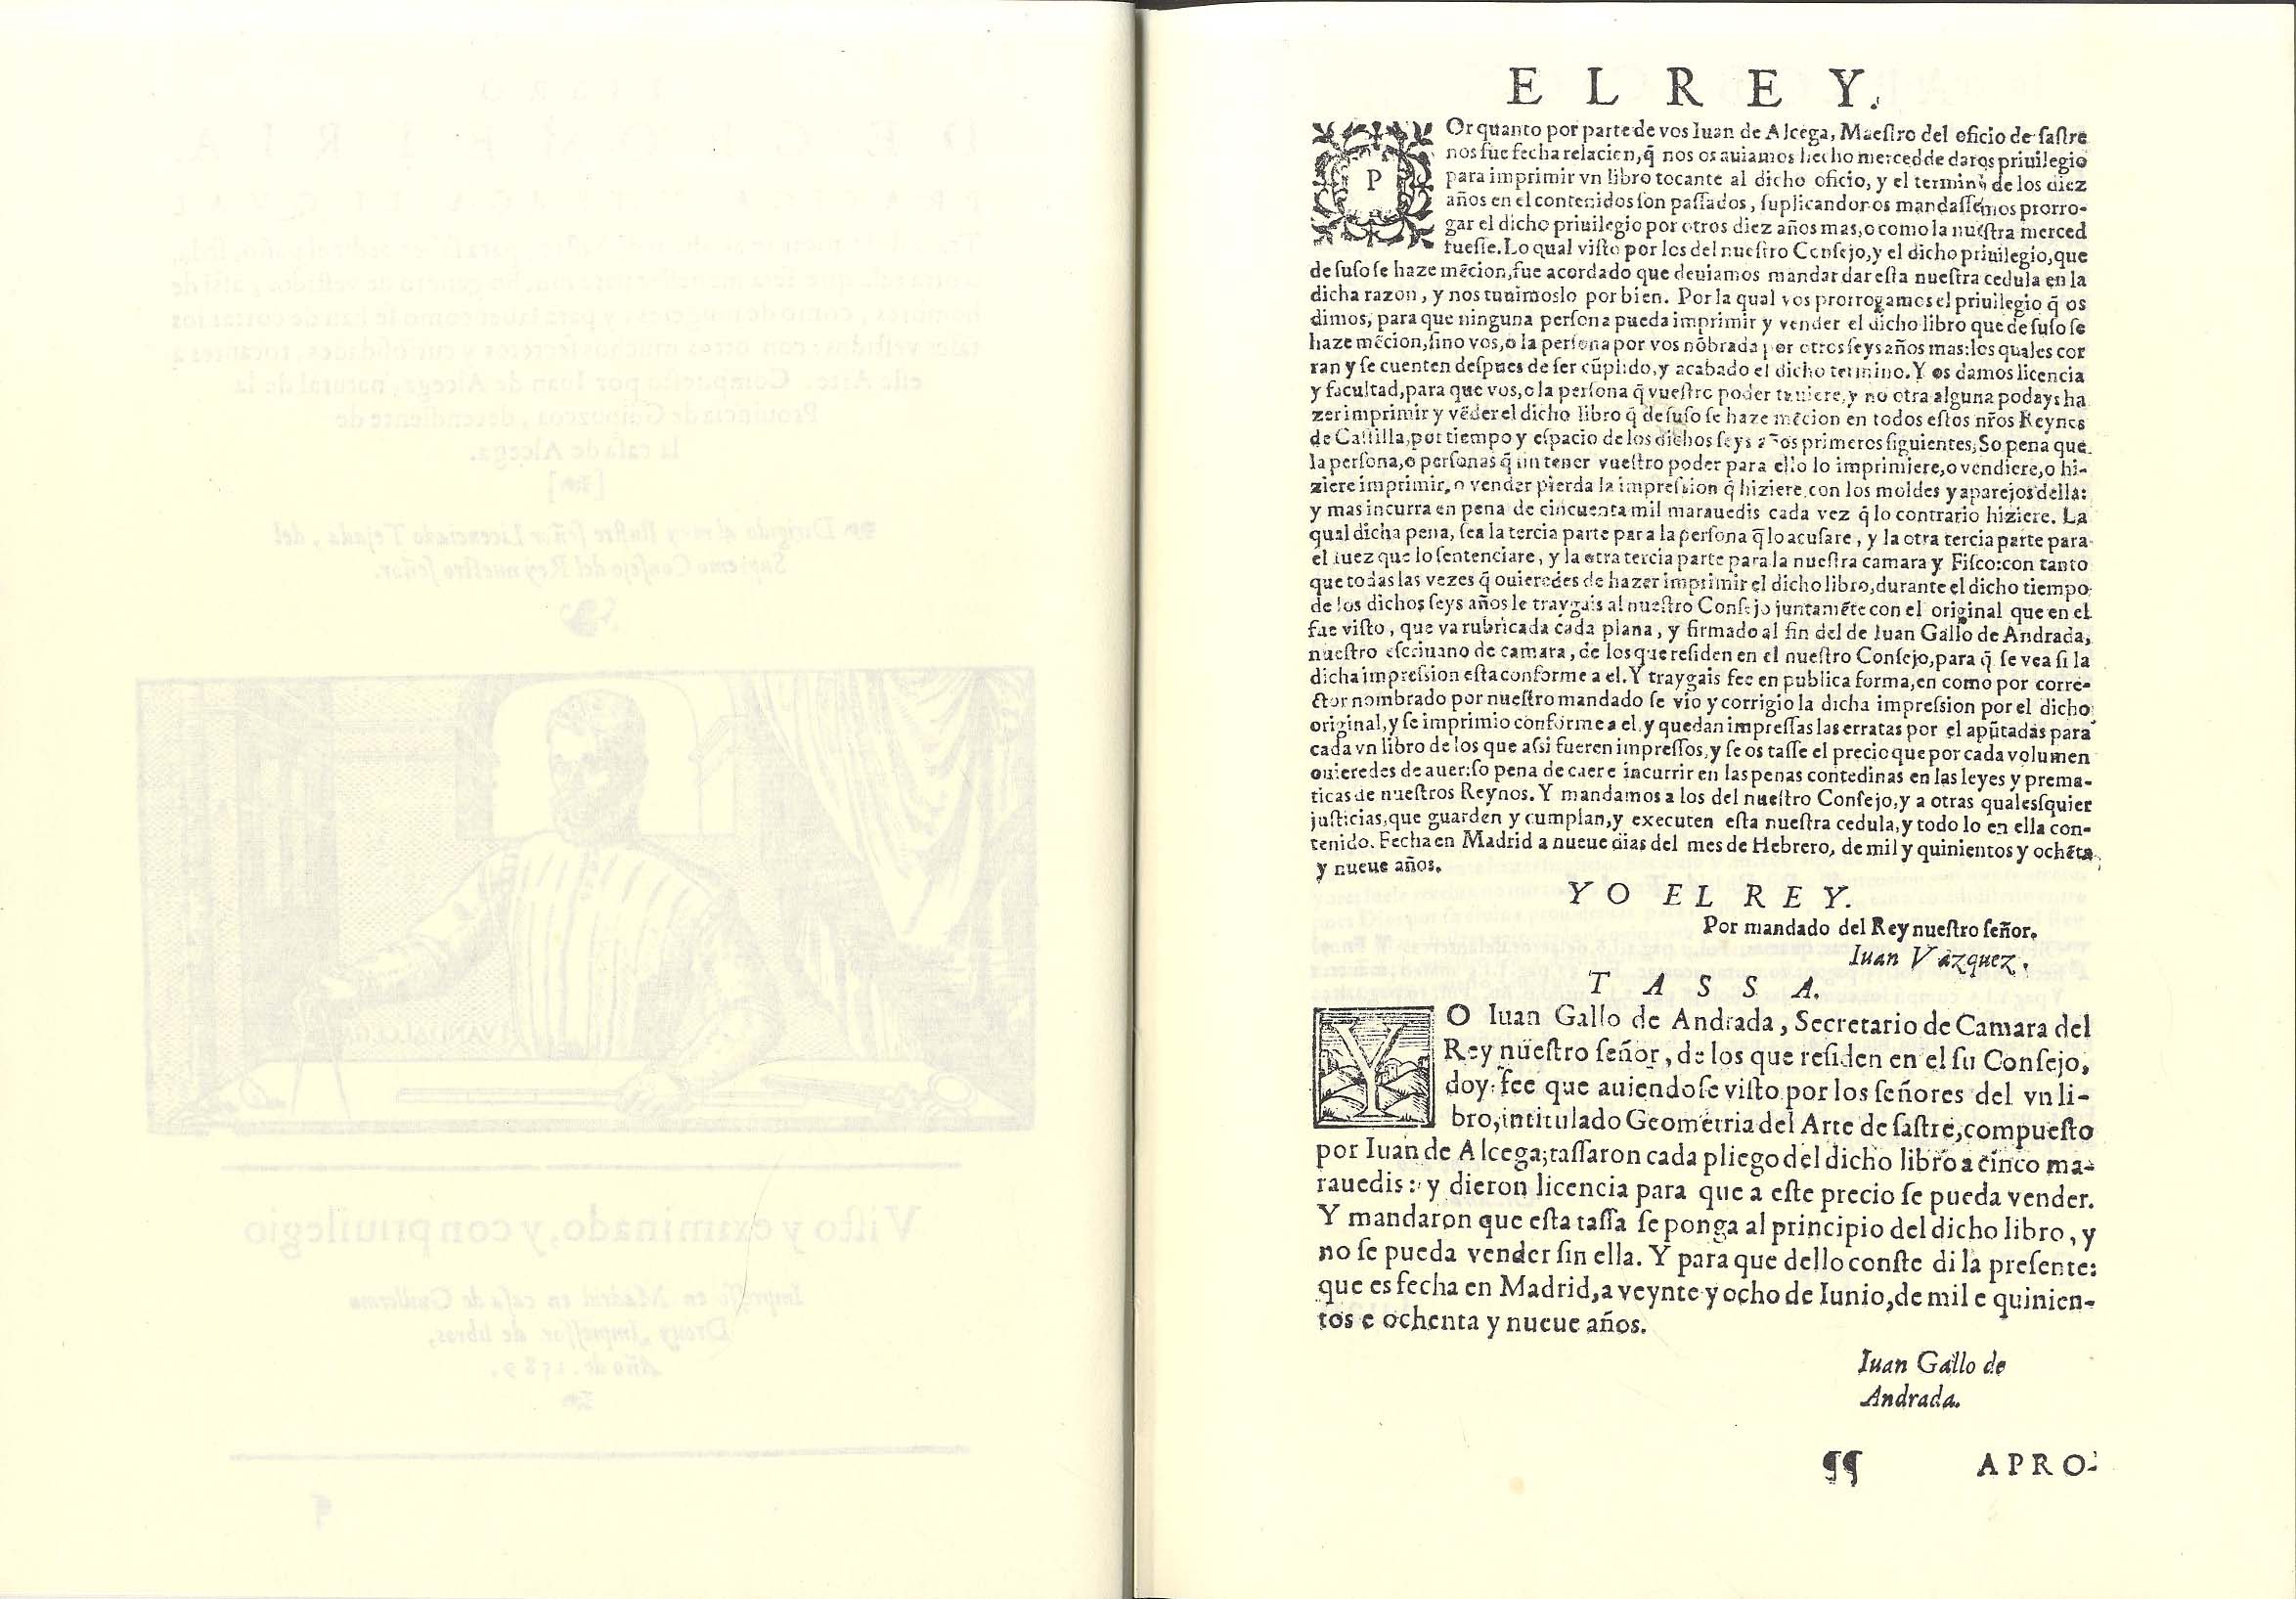 E L R E Y.
POr quanto por parte de vos Iuan de Alcega, Maeſtro del oficio de ſaſtre
nos fue fecha relacion, q̃ nos os auiamos hecho merced de daros priuilegio
para imprimir vn libro tocante al dicho oficio, y el termino de los diez
años en el contenidos ſon paſſados, ſuplicandonos mandaſſemos prorro-
gar el dicho priuilegio por otros diez años mas, o como la nueſtra merced
fueſſe. Lo qual viſto por los del nueſtro Conſejo, y el dicho priuilegio, que
de ſuſo ſe haze mẽcion, fue acordado que deuiamos mandar dar eſta nueſtra cedula en la
dicha razon, y nos tuuimoslo por bien. Por la qual vos prorrogamos el priuilegio q̃ os
dimos, para que ninguna perſona pueda imprimir y vender el dicho libro que de ſuſo ſe
haze mẽcion, ſino vos, o la perſona por vos nõbrada por otros ſeys años mas: los quales cor
ran y ſe cuenten deſpues de ſer cũplido, y acabado el dicho termino. Y os damos licencia
y facultad, para que vos, o la perſona q̃ vueſtro poder tuuiere, y no otra alguna podays ha
zer imprimir y vẽder el dicho libro q̃ de ſuſo ſe haze mẽcion en todos eſtos nr̃os Reynos
de Caſtilla, por tiempo y eſpacio de los dichos ſeys años primeros ſiguientes, So pena que
la perſona, o perſonas q̃ ſin tener vueſtro poder para ello lo imprimiere, o vendiere, o hi-
ziere imprimir, o vender pierda la impreſsion q̃ hiziere, con los moldes y aparejos della:
y mas incurra en pena de cincuenta mil marauedis cada vez q̃ lo contrario hiziere. La
qual dicha pena, ſea la tercia parte para la perſona q̃ lo acuſare, y la otra tercia parte para
el Iuez que lo ſentenciare, y la otra tercia parte para la nueſtra camara y Fiſco: con tanto
que todas las vezes q̃ ouieredes de hazer imprimir el dicho libro, durante el dicho tiempo
de los dichos ſeys años le traygais al nueſtro Conſejo juntamẽte con el original que en el
fue viſto, que va rubricada cada plana, y firmado al fin del de Iuan Gallo de Andrada,
nueſtro eſcriuano de camara, de los que reſiden en el nueſtro Conſejo, para q̃ ſe vea ſi la
dicha impreſsion eſta conforme a el. Y traygais fee en publica forma, en como por corre-
ctor nombrado por nueſtro mandado ſe vio y corrigio la dicha impreſsion por el dicho
original, y ſe imprimio conforme a el, y quedan impreſſas las erratas por el apũtadas para
cada vn libro de los que aſsi fueren impreſſos, y ſe os taſſe el precio que por cada volumen
ouieredes de auer: ſo pena de caer e incurrir en las penas contedinas en las leyes y prema-
ticas de nueſtros Reynos. Y mandamos a los del nueſtro Conſejo, y a otras qualeſquier
juſticias, que guarden y cumplan, y executen eſta nueſtra cedula, y todo lo en ella con-
tenido. Fecha en Madrid a nueue dias del mes de Hebrero, de mil y quinientos y ochẽta
y nueue años.
Y O E L R E Y.
Por mandado del Rey nueſtro ſeñor.
Iuan Vazquez.
T A S S A.
YO Iuan Gallo de Andrada, Secretario de Camara del
Rey nueſtro ſeñor, de los que reſiden en el ſu Conſejo,
doy fee que auiendoſe viſto por los ſeñores del vn li-
bro, intitulado Geometria del Arte de ſaſtre, compueſto
por Iuan de Alcega; taſſaron cada pliego del dicho libro a cinco ma-
rauedis: y dieron licencia para que a eſte precio ſe pueda vender.
Y mandaron que eſta taſſa ſe ponga al principio del dicho libro, y
no ſe pueda vender ſin ella. Y para que dello conſte di la preſente:
que es fecha en Madrid, a veynte y ocho de Iunio, de mil e quinien-
tos e ochenta y nueue años.
Iuan Gallo de
Andrada.
¶¶ APRO-